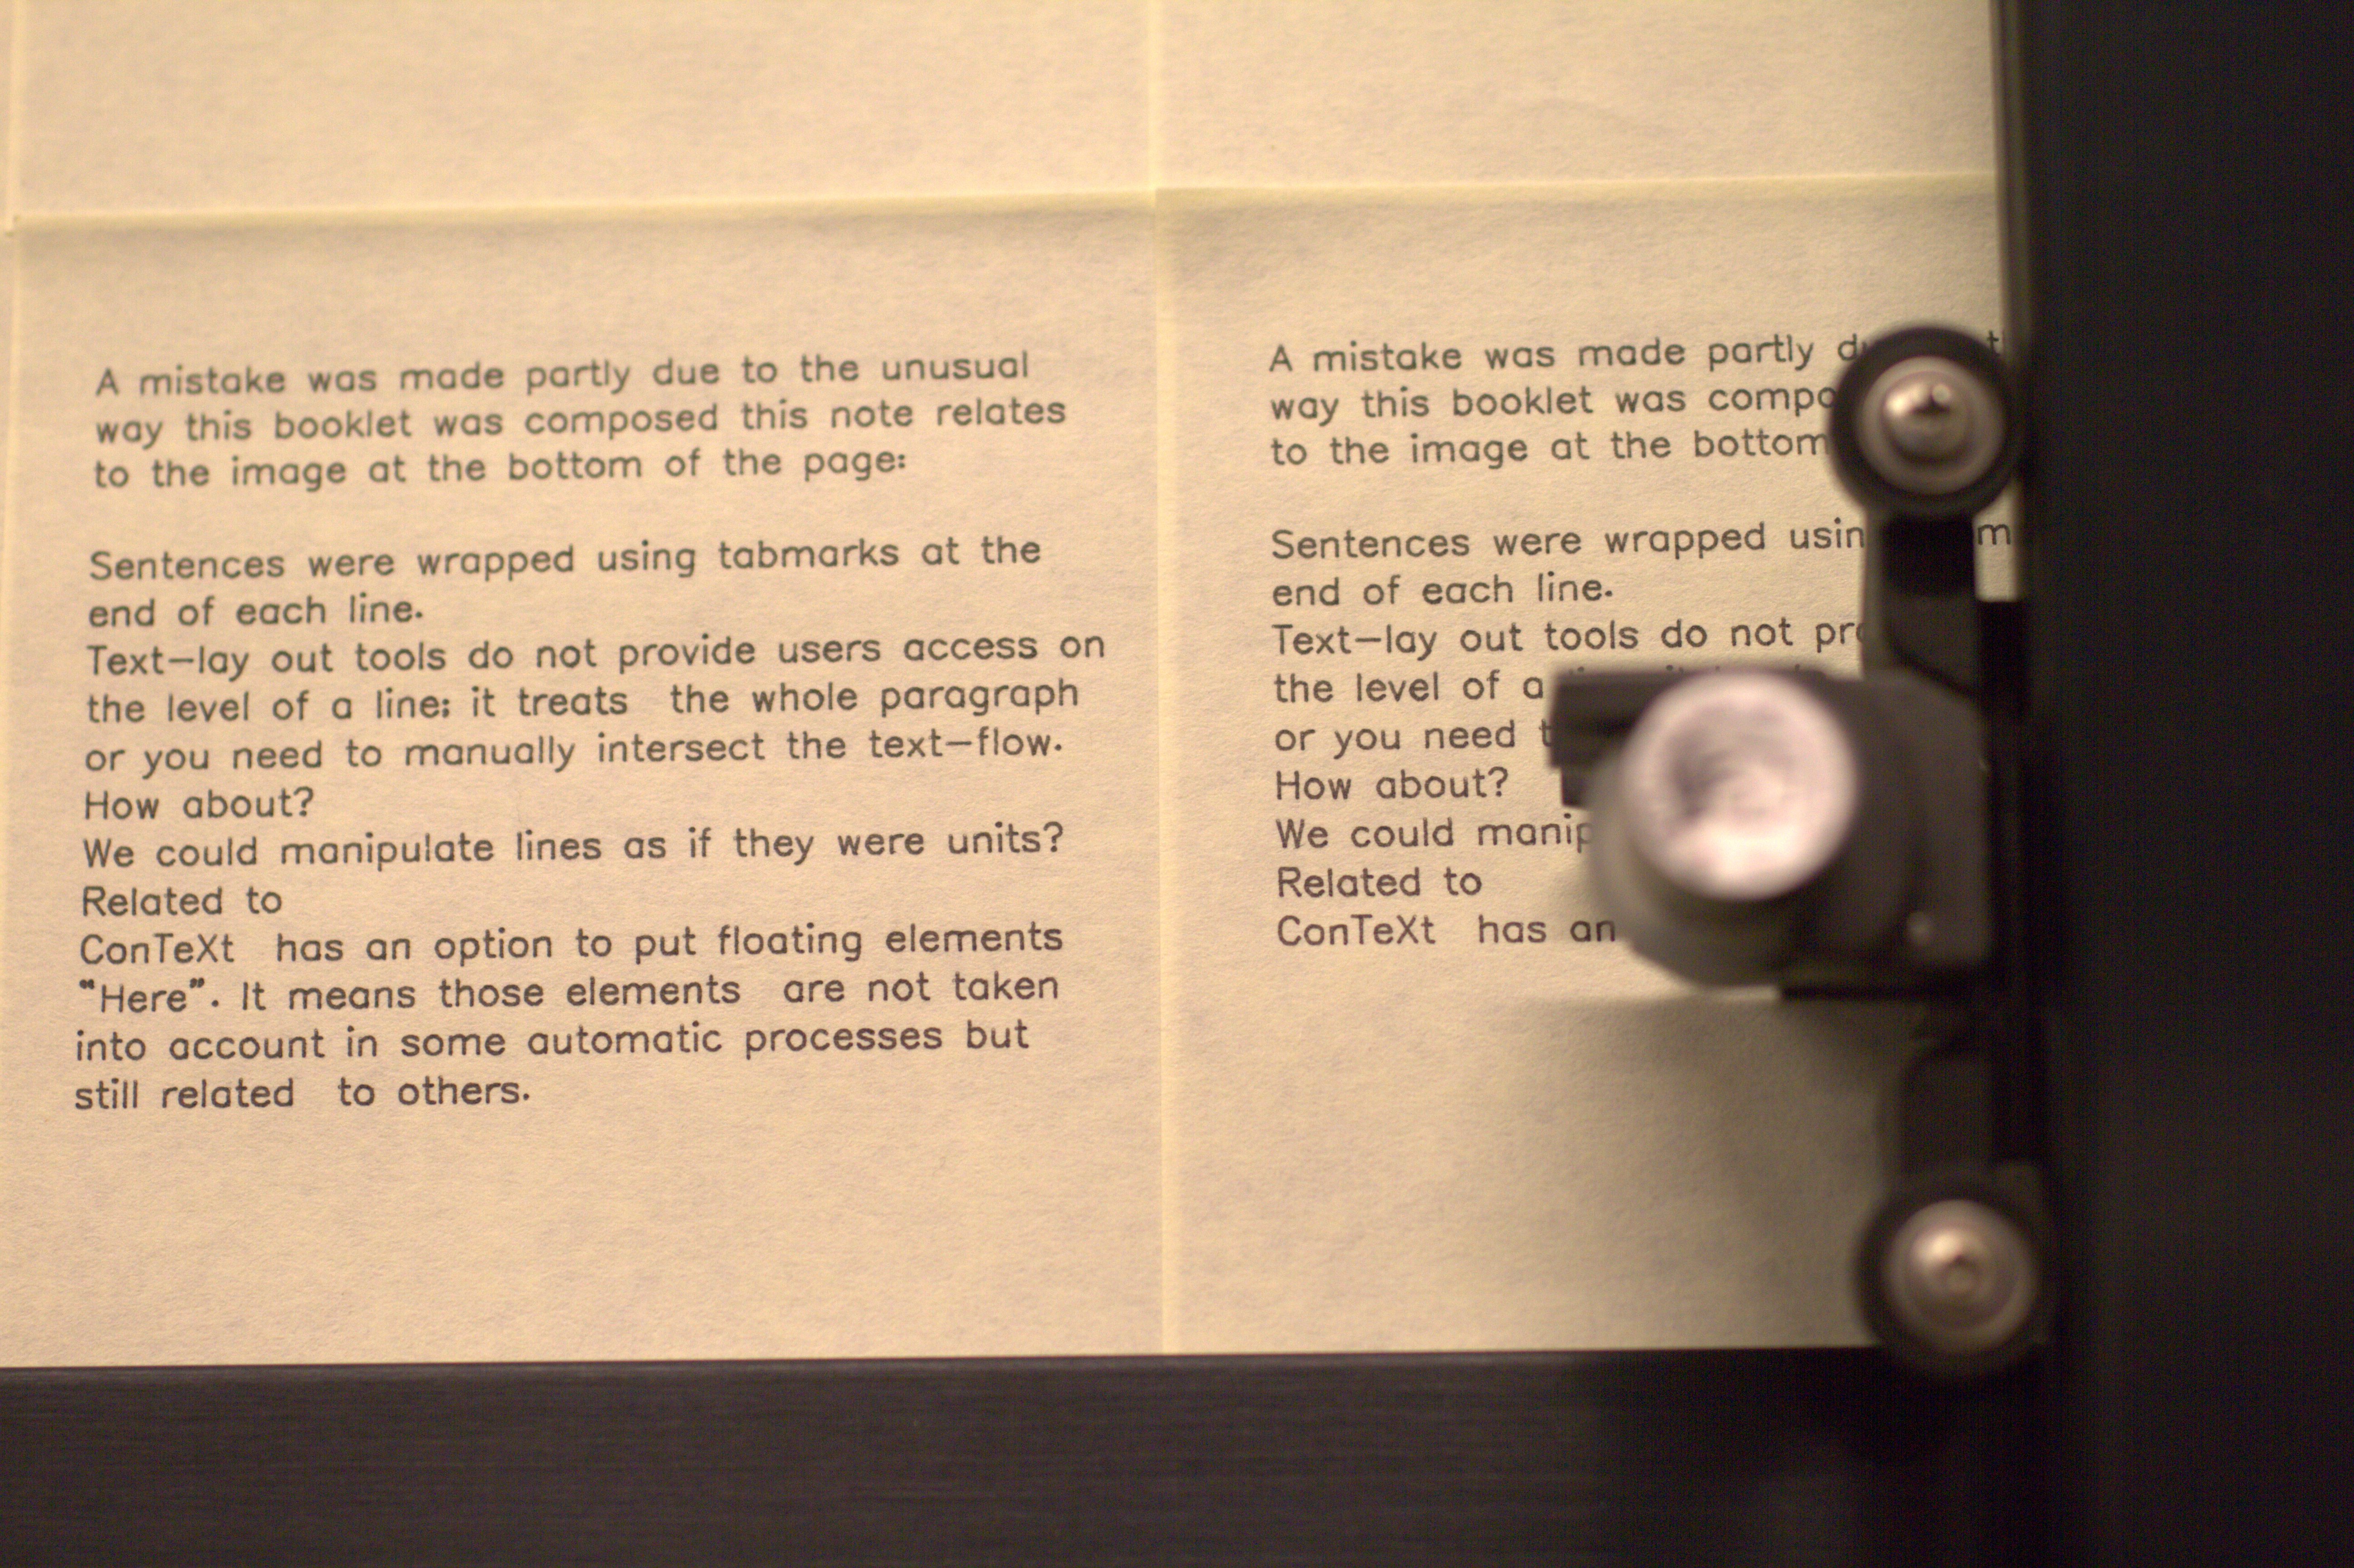 A mistake was made partly due to the unusual
way this booklet was composed this note relates
to the image at the bottom of the page:
Sentences were wrapped using tabmarks at the
end of each line.
Text-lay out tools do not provide users access on
the level of a line; it treats  the whole paragraph
or you need to manually intersect the text-flow.
How about?
We could manipulate lines as if they were units?
Related to
ConTeXt  has an option to put floating elements
"Here". It means those elements  are not taken
into account in some automatic processes but
still related  to others.
A mistake was made partly
way this booklet was
to the image at the bottom
Sentences were wrapped
end of each line.
Text-lay out tools do not
the level of a
or you need
How about?
We could
Related to
ConTeXt  has an